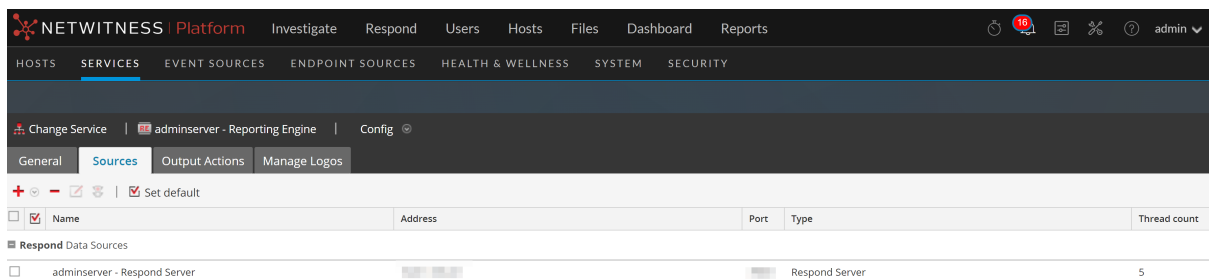 NETWITNESS | Platform Investigate Respond Users Hosts Files Dashboard Reports 16 admin
HOSTS SERVICES EVENT SOURCES ENDPOINT SOURCES HEALTH & WELLNESS SYSTEM SECURITY
Change Service | RE adminserver - Reporting Engine | Config
General Sources Output Actions Manage Logos
Set default
Name Address Port Type Thread count
Respond Data Sources
adminserver - Respond Server Respond Server 5